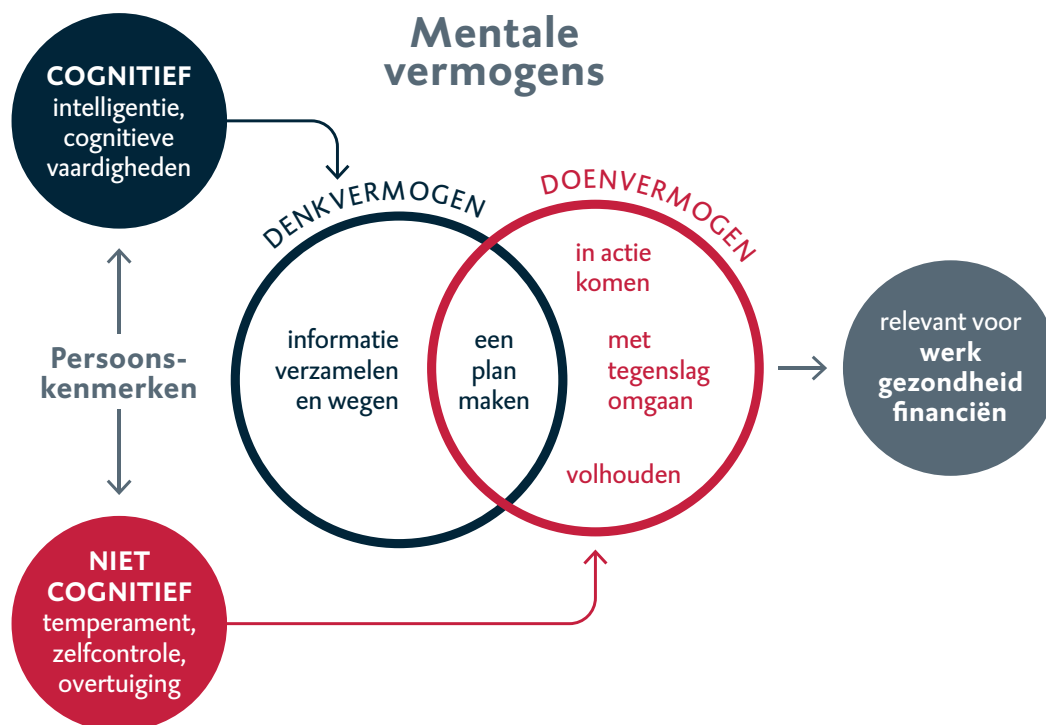 Mentale
vermogens
COGNITIEF
intelligentie,
cognitieve
vaardigheden
Persoons-
kenmerken
NIET
COGNITIEF
temperament,
zelfcontrole,
overtuiging
DENKVERMOGEN
informatie
verzamelen
en wegen
een
plan
maken
DOENVERMOGEN
in actie
komen
met
tegenslag
omgaan
volhouden
relevant voor
werk
gezondheid
financiën